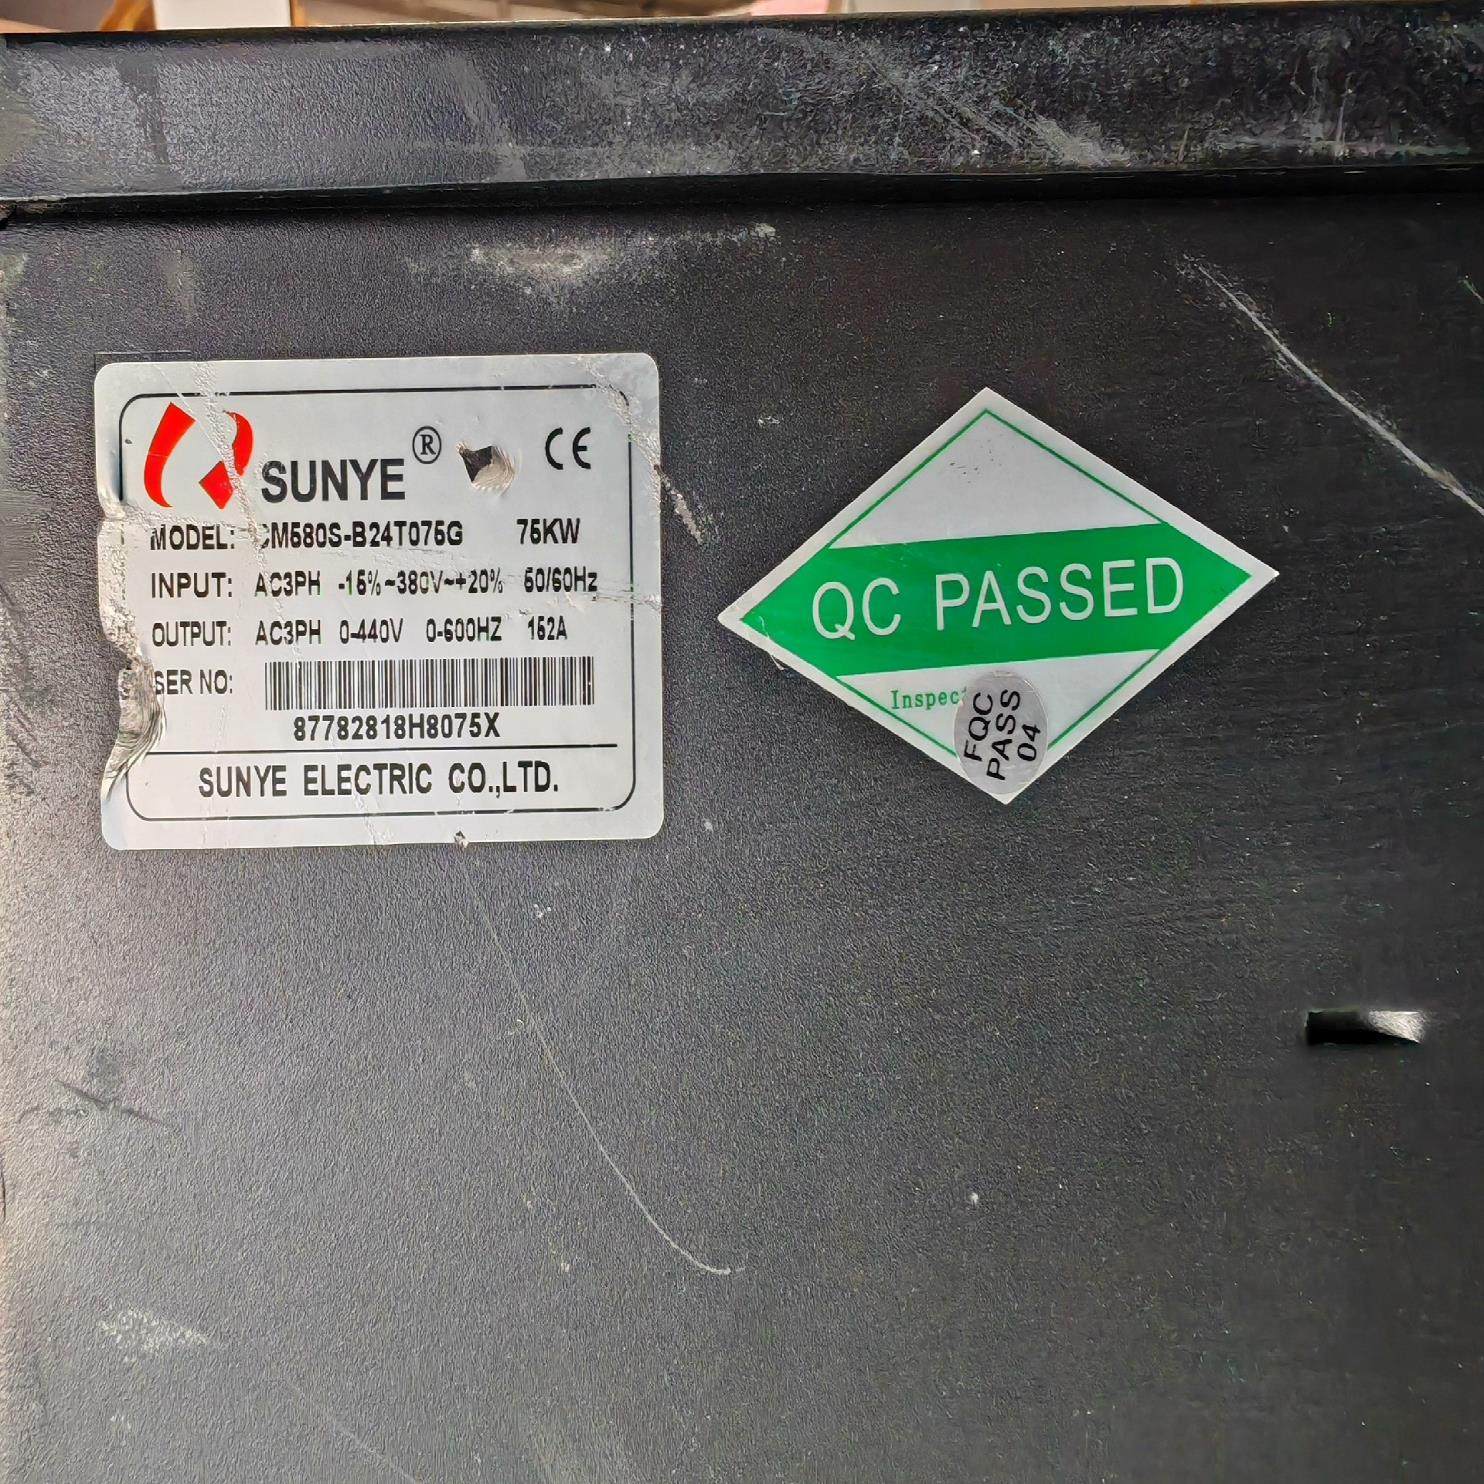 SUNYE® CE
MODEL: CM580S-B24T075G 75KW
INPUT: AC3PH -15%~380V~+20% 50/60Hz
OUTPUT: AC3PH 0-440V 0-600HZ 152A
SER NO:
87782818H8075X
SUNYE ELECTRIC CO.,LTD.
QC PASSED
Inspect
FQC
PASS
04